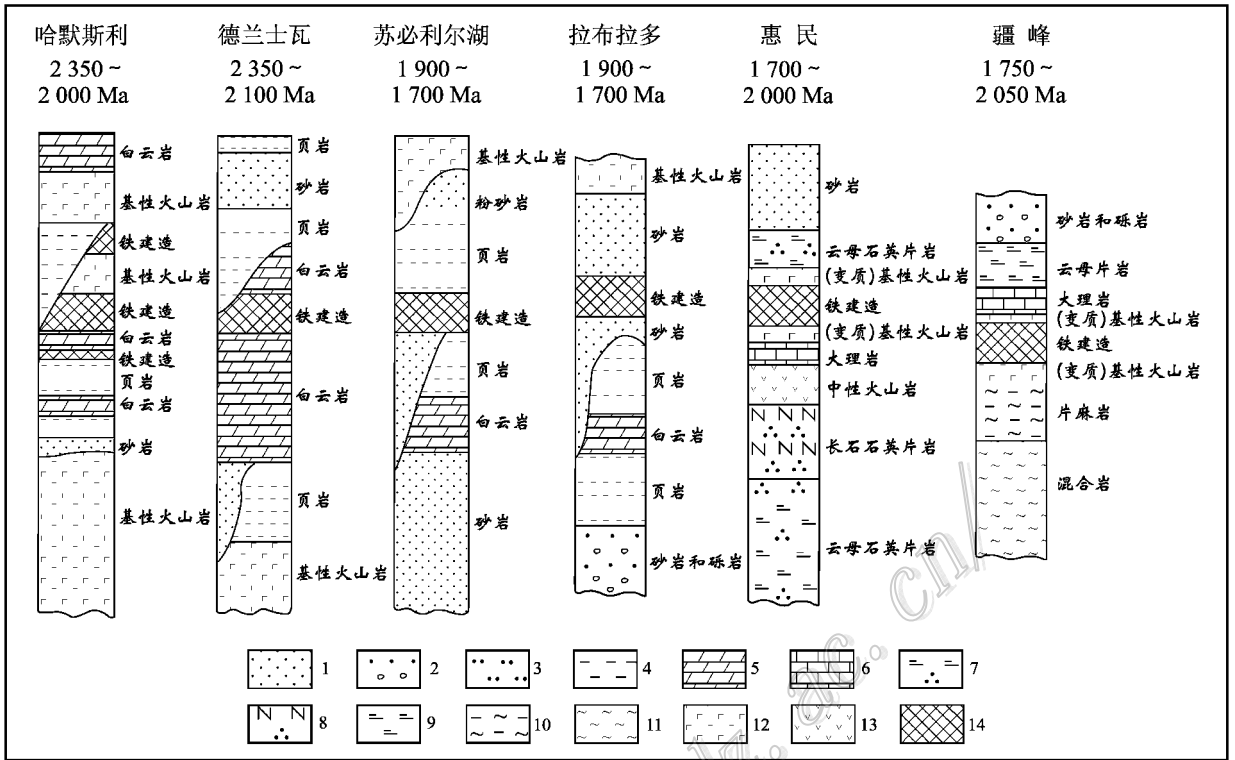 哈默斯利
2 350 ~
2 000 Ma
白云岩
基性火山岩
铁建造
基性火山岩
铁建造
白云岩
铁建造
页岩
白云岩
砂岩
基性火山岩
德兰士瓦
2 350 ~
2 100 Ma
页岩
砂岩
页岩
白云岩
铁建造
白云岩
页岩
基性火山岩
苏必利尔湖
1 900 ~
1 700 Ma
基性火山岩
粉砂岩
页岩
铁建造
页岩
白云岩
砂岩
拉布拉多
1 900 ~
1 700 Ma
基性火山岩
砂岩
铁建造
砂岩
页岩
白云岩
页岩
砂岩和砾岩
惠 民
1 700 ~
2 000 Ma
砂岩
云母石英片岩
(变质)基性火山岩
铁建造
(变质)基性火山岩
大理岩
中性火山岩
长石石英片岩
云母石英片岩
疆 峰
1 750 ~
2 050 Ma
砂岩和砾岩
云母片岩
大理岩
(变质)基性火山岩
铁建造
(变质)基性火山岩
片麻岩
混合岩
1 2 3 4 5 6 7
8 9 10 11 12 13 14